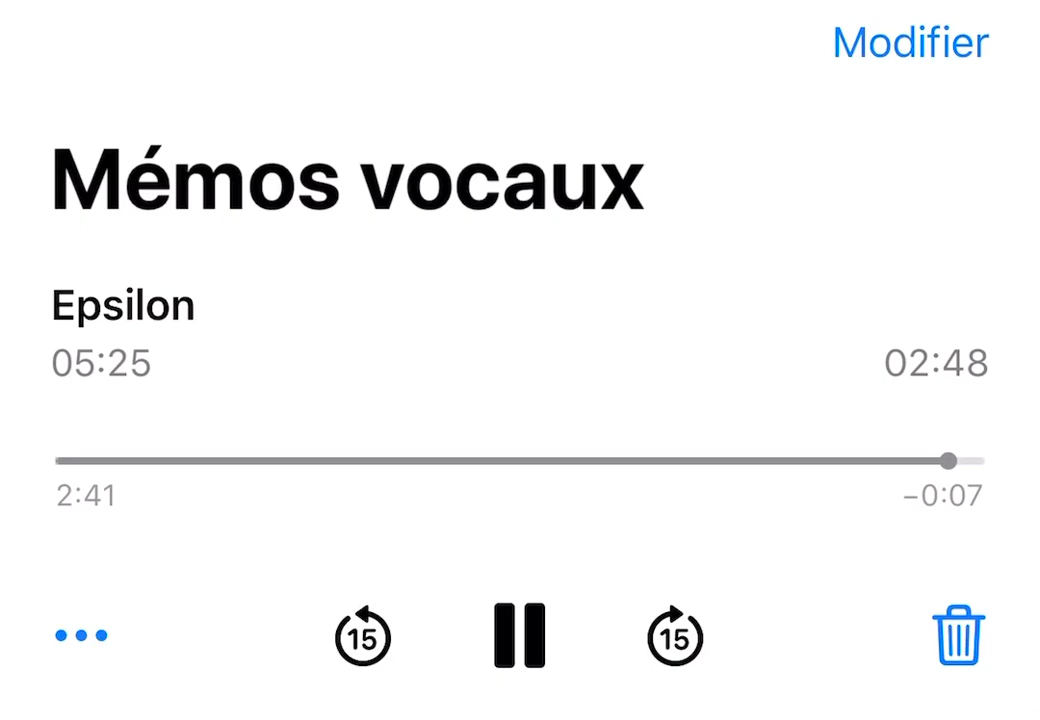 Modifier
Mémos vocaux
Epsilon
05:25 02:48
2:41 −0:07
15 15